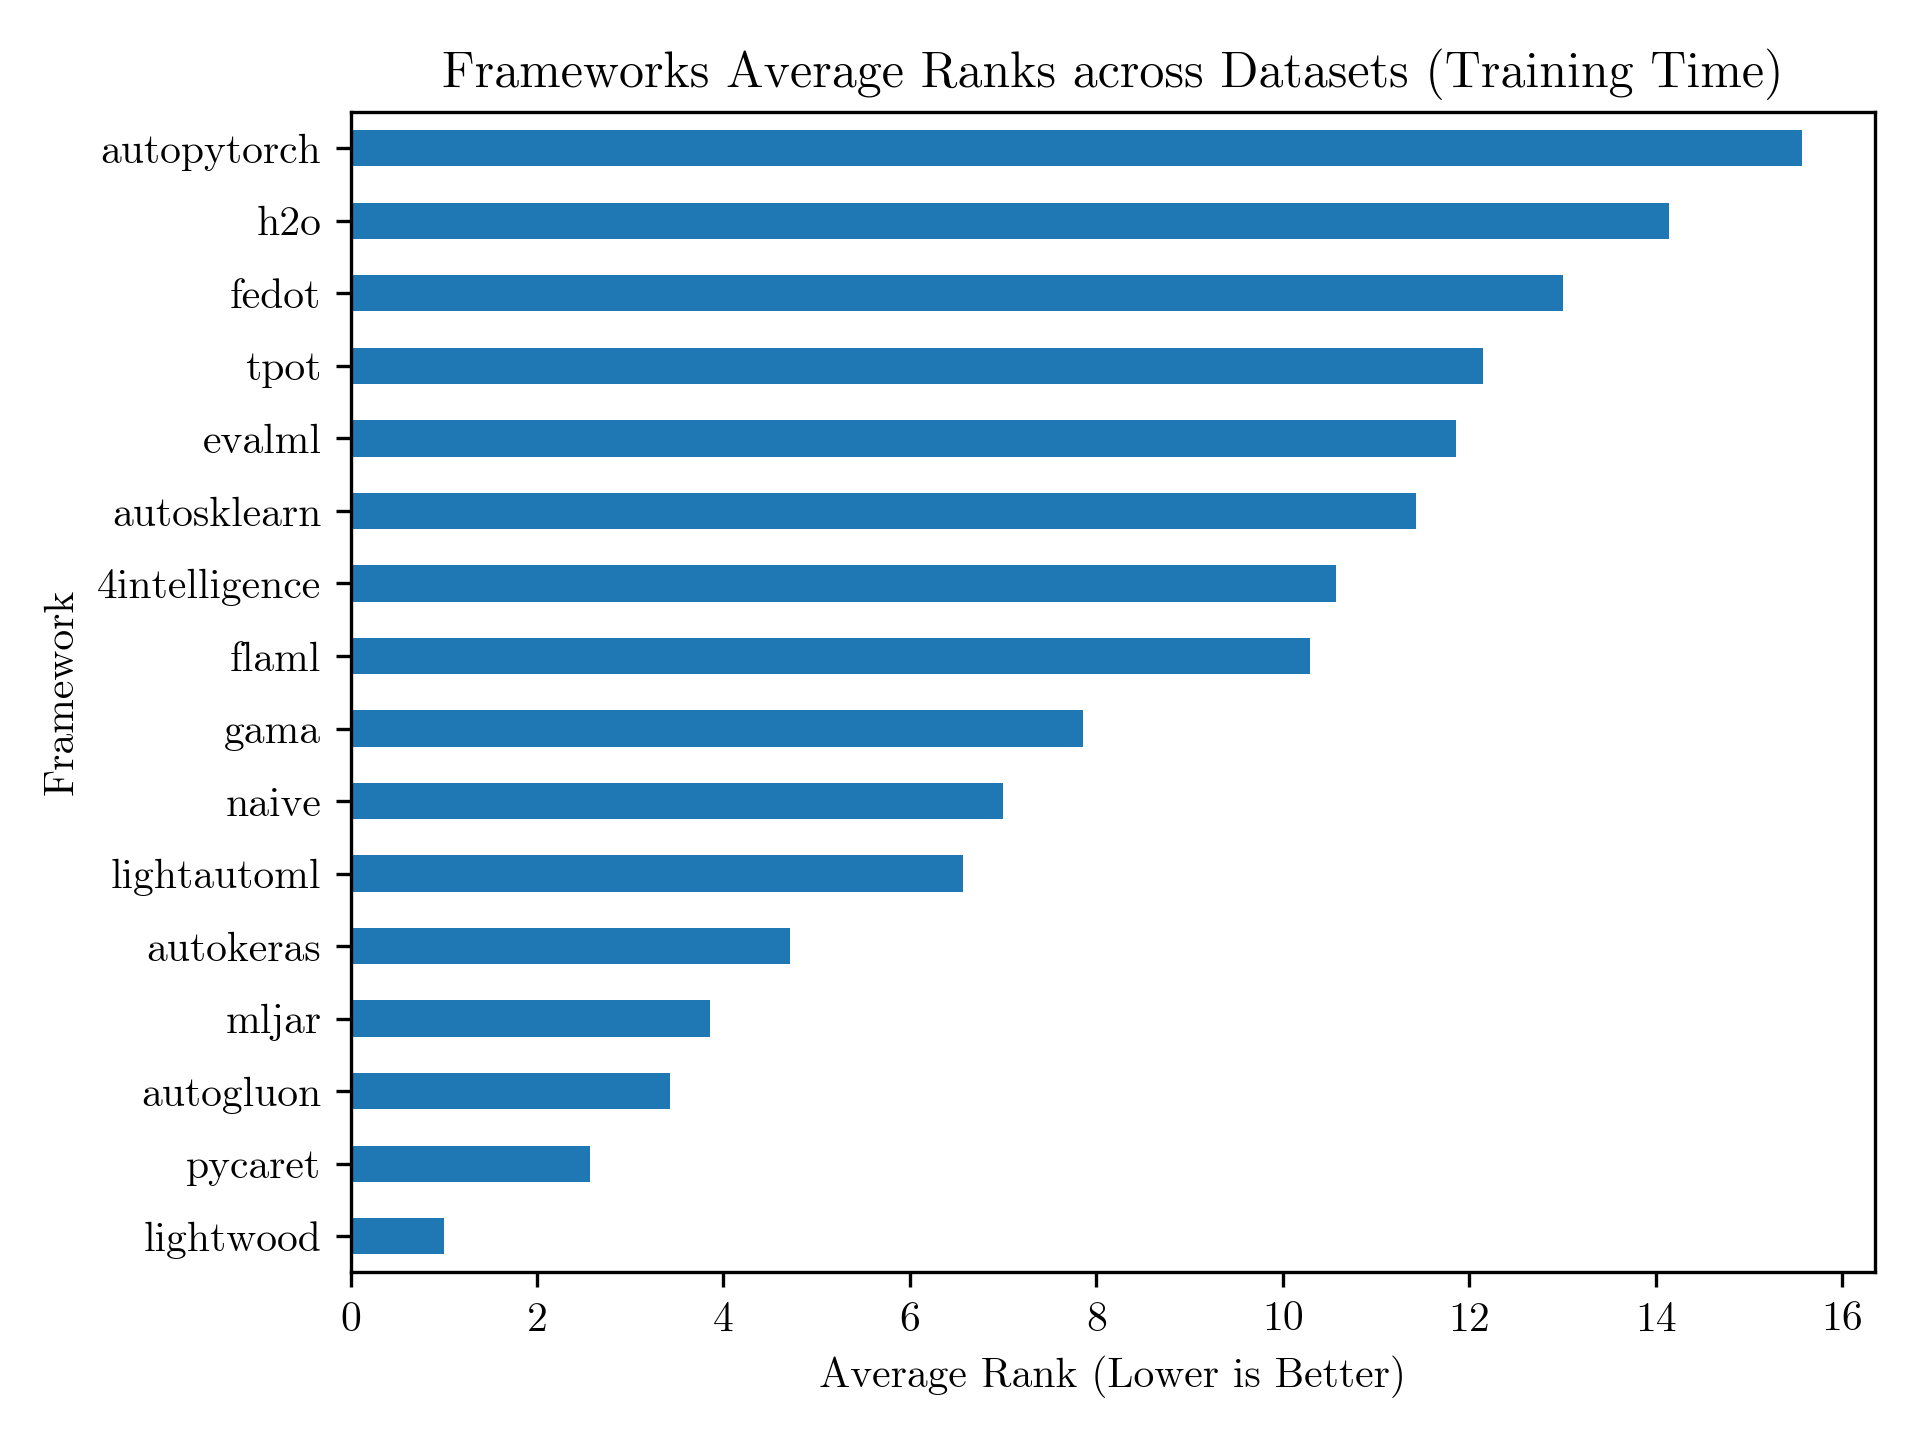 Frameworks Average Ranks across Datasets (Training Time)
autopytorch
h2o
fedot
tpot
evalml
autosklearn
4intelligence
flaml
gama
naive
lightautoml
autokeras
mljar
autogluon
pycaret
lightwood
Framework
0 2 4 6 8 10 12 14 16
Average Rank (Lower is Better)